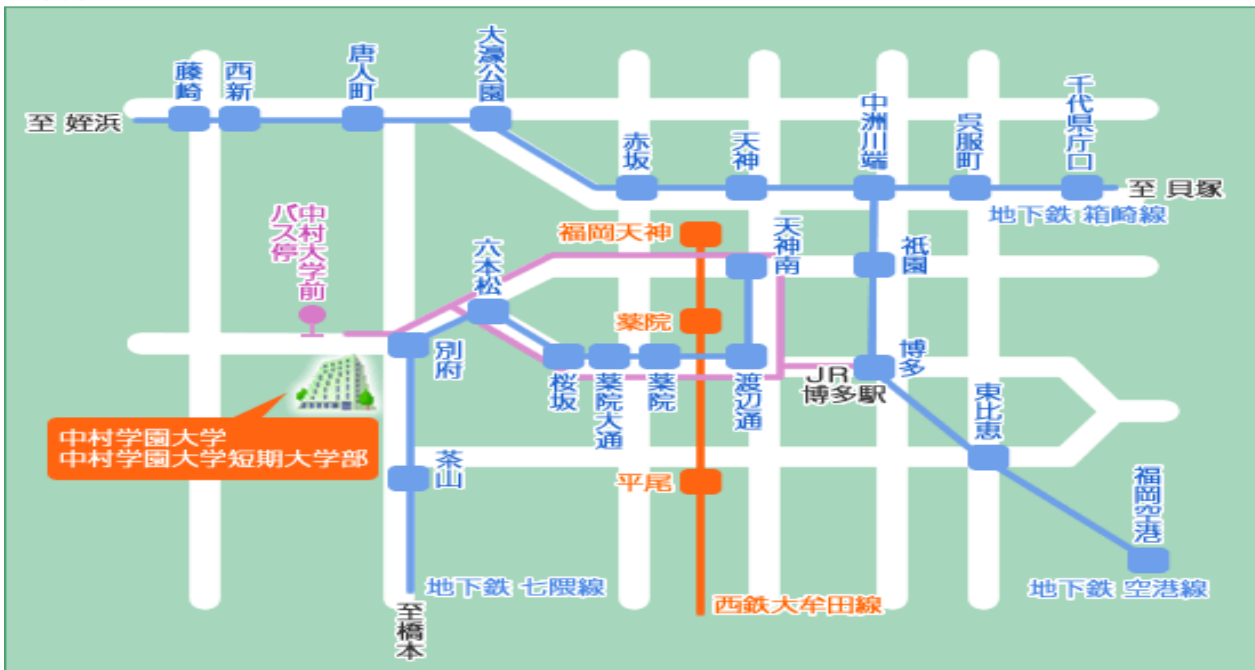 藤崎
西新
唐人町
大濠公園
至 姪浜
赤坂
天神
中洲川端
呉服町
千代県庁口
至 貝塚
地下鉄 箱崎線
中村大学前
バス停
六本松
福岡天神
天神南
祇園
薬院
別府
桜坂
薬院大通
薬院
渡辺通
JR
博多駅
博多
東比恵
中村学園大学
中村学園大学短期大学部
茶山
平尾
福岡空港
地下鉄 七隈線
西鉄大牟田線
地下鉄 空港線
至橋本